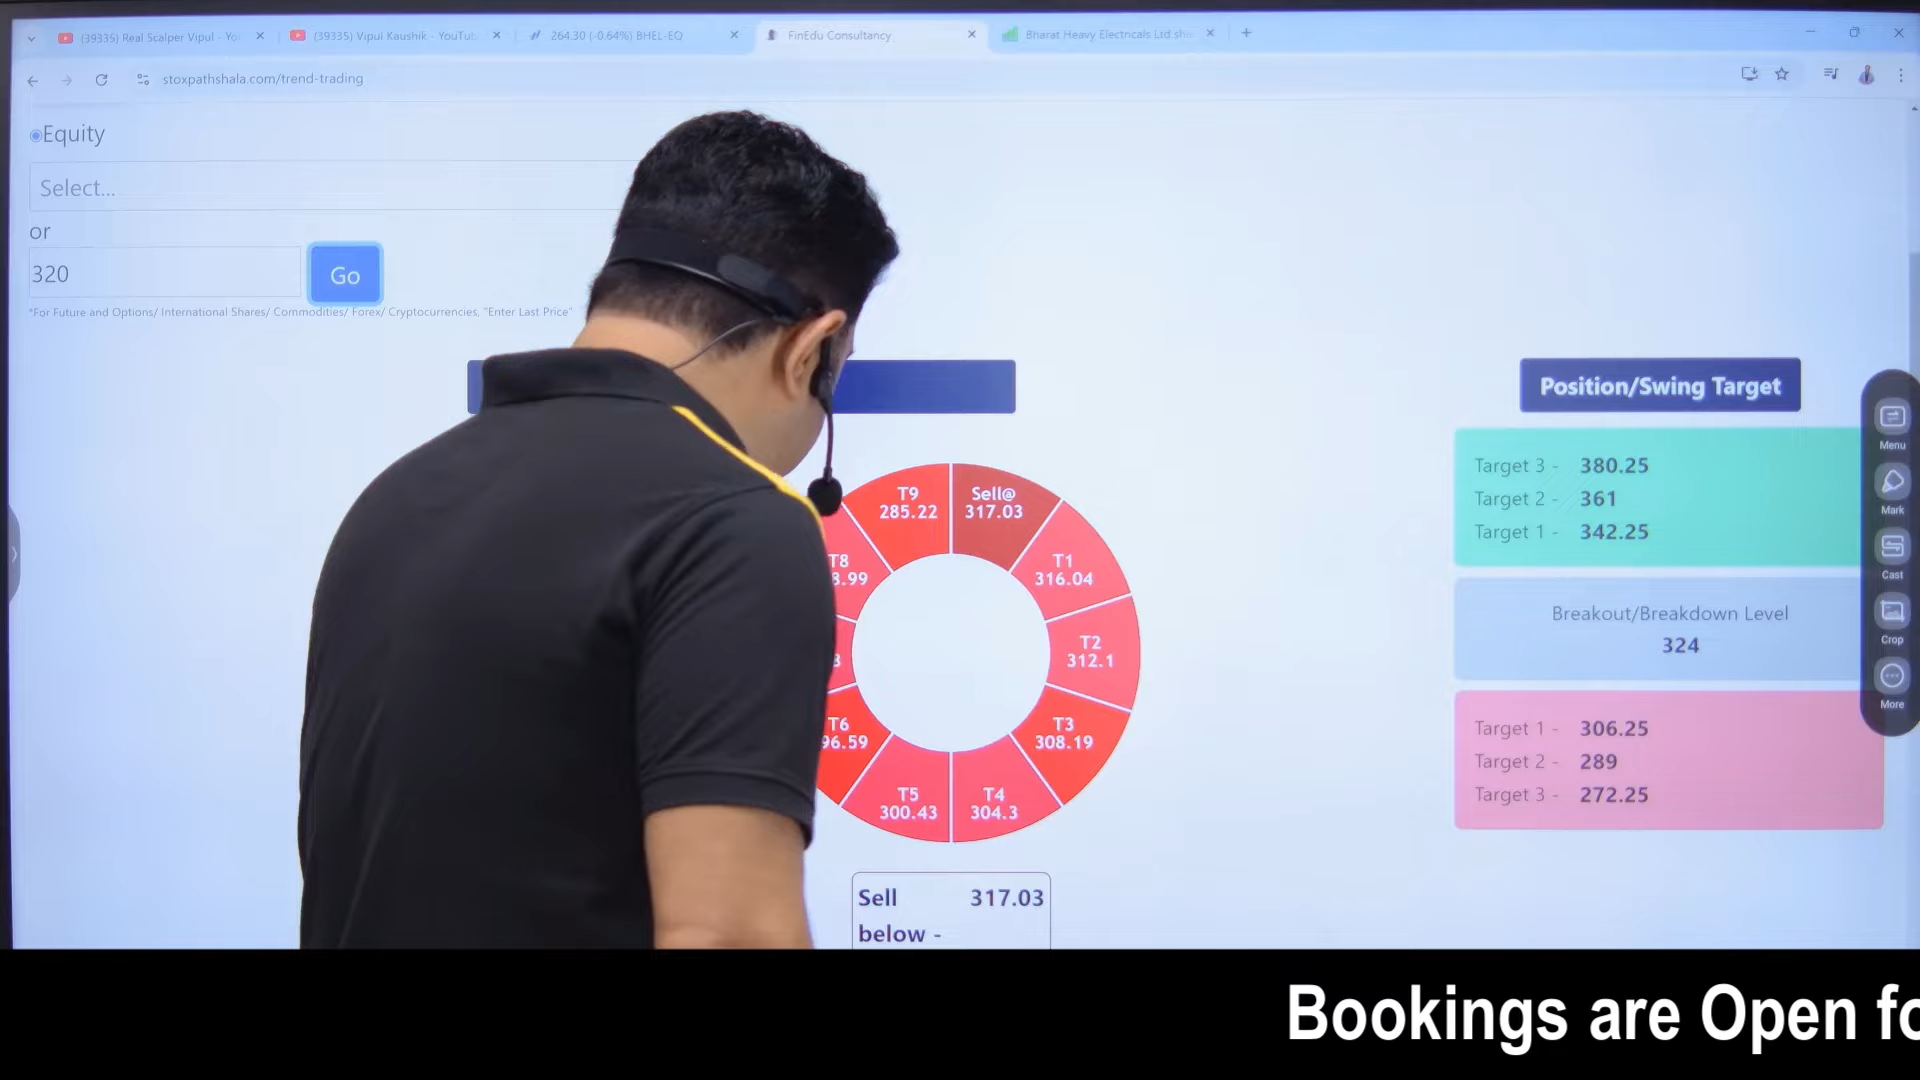 (39335) Real Scalper Vipul - Yo
(39335) Vipul Kaushik - YouTub
264.30 (-0.64%) BHEL-EQ
FinEdu Consultancy
Bharat Heavy Electricals Ltd sh
stoxpathshala.com/trend-trading
Equity
Select...
or
320
Go
*For Future and Options/ International Shares/ Commodities/ Forex/ Cryptocurrencies, "Enter Last Price"
Position/Swing Target
Target 3 - 380.25
Target 2 - 361
Target 1 - 342.25
Breakout/Breakdown Level
324
Target 1 - 306.25
Target 2 - 289
Target 3 - 272.25
T9
285.22
Sell@
317.03
T1
316.04
T2
312.1
T3
308.19
T4
304.3
T5
300.43
T6
96.59
T8
8.99
Sell 317.03
below -
Menu
Mark
Cast
Crop
More
Bookings are Open fo